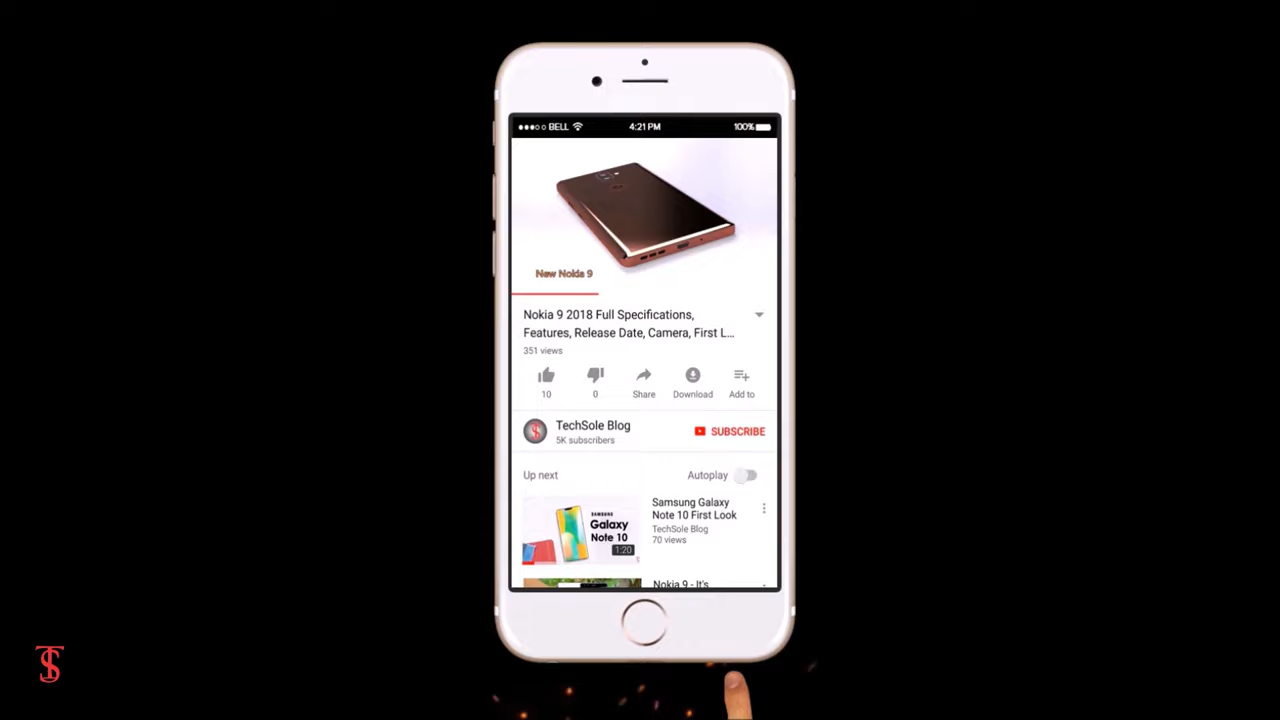 BELL 4:21 PM 100%
New Nokia 9
Nokia 9 2018 Full Specifications,
Features, Release Date, Camera, First L...
351 views
10 0 Share Download Add to
TechSole Blog SUBSCRIBE
5K subscribers
Up next Autoplay
SAMSUNG
Galaxy
Note 10
1:20
Samsung Galaxy
Note 10 First Look
TechSole Blog
70 views
Nokia 9 - It's
TS